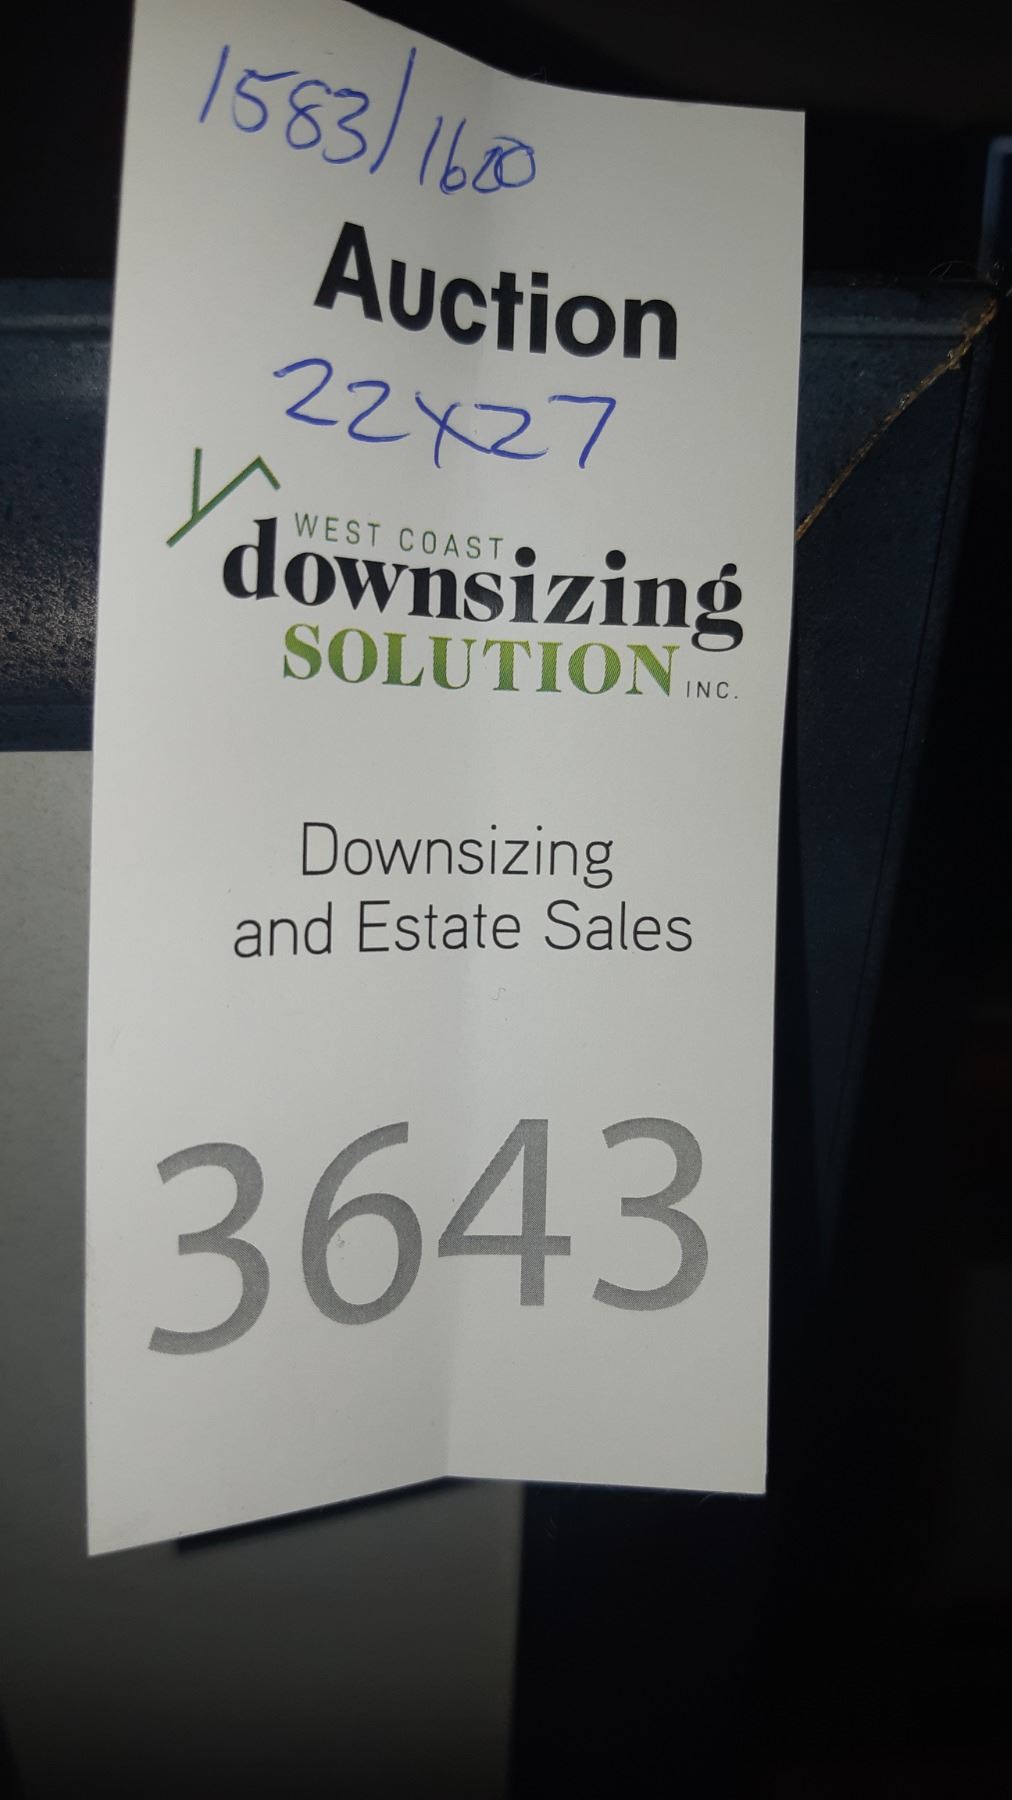 1583/1600
Auction
22x27
WEST COAST
downsizing
SOLUTION INC.
Downsizing
and Estate Sales
3643